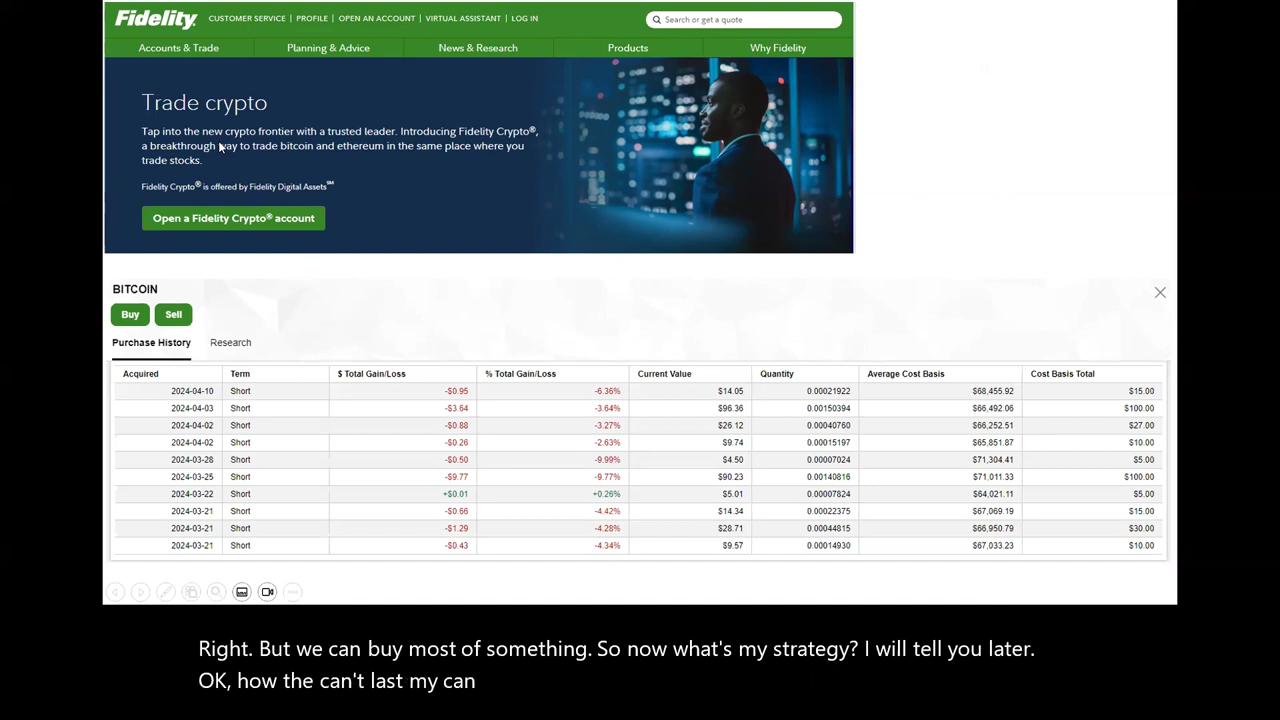 Fidelity
CUSTOMER SERVICE | PROFILE | OPEN AN ACCOUNT | VIRTUAL ASSISTANT | LOG IN
Search or get a quote
Accounts & Trade Planning & Advice News & Research Products Why Fidelity
Trade crypto
Tap into the new crypto frontier with a trusted leader. Introducing Fidelity Crypto®,
a breakthrough way to trade bitcoin and ethereum in the same place where you
trade stocks.
Fidelity Crypto® is offered by Fidelity Digital Assets℠
Open a Fidelity Crypto® account
BITCOIN
Buy Sell
Purchase History Research
Acquired Term $ Total Gain/Loss % Total Gain/Loss Current Value Quantity Average Cost Basis Cost Basis Total
2024-04-10 Short -$0.95 -6.36% $14.05 0.00021922 $68,455.92 $15.00
2024-04-03 Short -$3.64 -3.64% $96.36 0.00150394 $66,492.06 $100.00
2024-04-02 Short -$0.88 -3.27% $26.12 0.00040760 $66,252.51 $27.00
2024-04-02 Short -$0.26 -2.63% $9.74 0.00015197 $65,851.87 $10.00
2024-03-28 Short -$0.50 -9.99% $4.50 0.00007024 $71,304.41 $5.00
2024-03-25 Short -$9.77 -9.77% $90.23 0.00140816 $71,011.33 $100.00
2024-03-22 Short +$0.01 +0.26% $5.01 0.00007824 $64,021.11 $5.00
2024-03-21 Short -$0.66 -4.42% $14.34 0.00022375 $67,069.19 $15.00
2024-03-21 Short -$1.29 -4.28% $28.71 0.00044815 $66,950.79 $30.00
2024-03-21 Short -$0.43 -4.34% $9.57 0.00014930 $67,033.23 $10.00
Right. But we can buy most of something. So now what's my strategy? I will tell you later.
OK, how the can't last my can